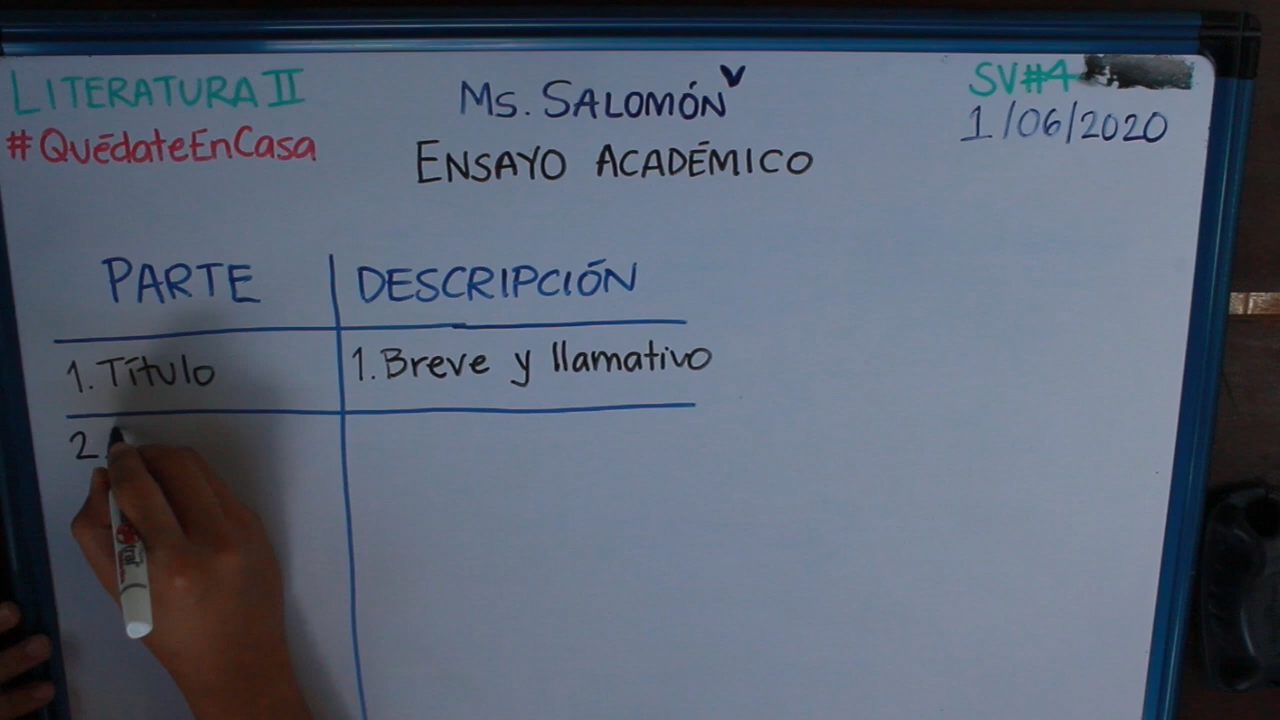 LITERATURA II
#QuédateEnCasa
Ms. SALOMÓN
ENSAYO ACADÉMICO
SV#4
1/06/2020
PARTE
DESCRIPCIÓN
1. Título
1. Breve y llamativo
2.